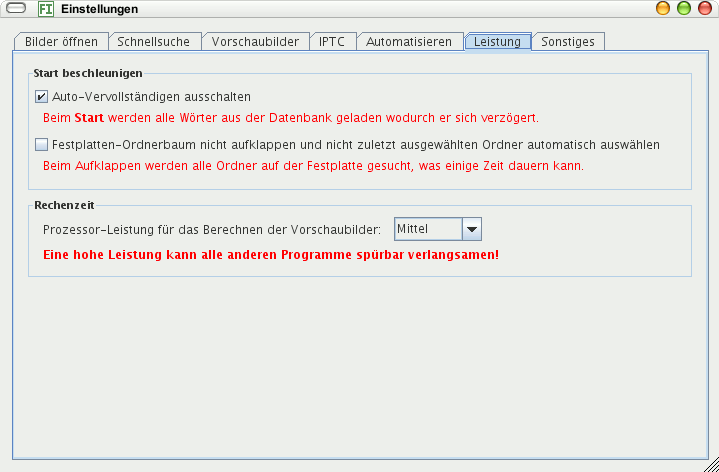 FI Einstellungen
Bilder öffnen Schnellsuche Vorschaubilder IPTC Automatisieren Leistung Sonstiges
Start beschleunigen
Auto-Vervollständigen ausschalten
Beim Start werden alle Wörter aus der Datenbank geladen wodurch er sich verzögert.
Festplatten-Ordnerbaum nicht aufklappen und nicht zuletzt ausgewählten Ordner automatisch auswählen
Beim Aufklappen werden alle Ordner auf der Festplatte gesucht, was einige Zeit dauern kann.
Rechenzeit
Prozessor-Leistung für das Berechnen der Vorschaubilder: Mittel
Eine hohe Leistung kann alle anderen Programme spürbar verlangsamen!